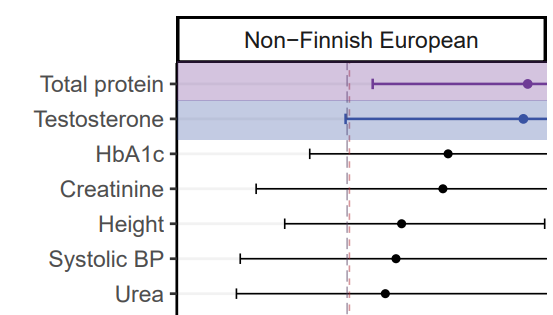 Non−Finnish European
Total protein
Testosterone
HbA1c
Creatinine
Height
Systolic BP
Urea